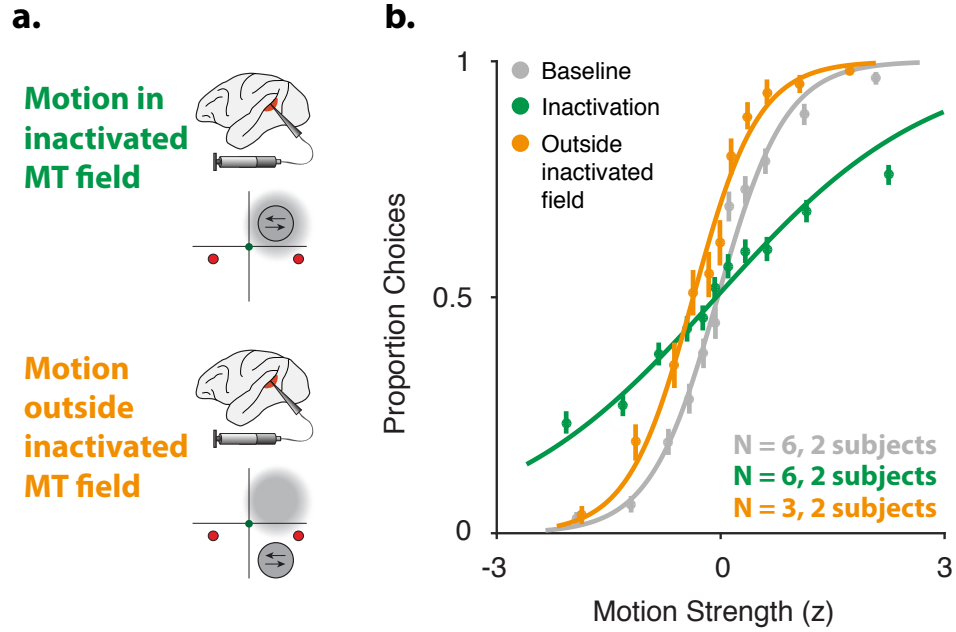 a.
Motion in
inactivated
MT field
Motion
outside
inactivated
MT field
b.
Baseline
Inactivation
Outside
inactivated
field
Proportion Choices
1
0.5
0
N = 6, 2 subjects
N = 6, 2 subjects
N = 3, 2 subjects
-3
0
3
Motion Strength (z)